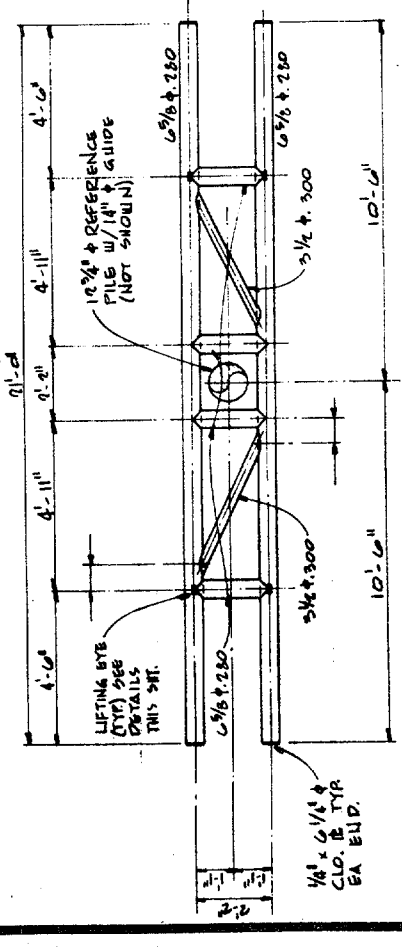 21'-0"
4'-6"
4'-11"
2'-2"
4'-11"
4'-6"
LIFTING EYE
(TYP) SEE
DETAILS
THIS SHT.
12 3/4" ϕ REFERENCE
PILE W/ 14" ϕ GUIDE
(NOT SHOWN)
6 5/8 ϕ .280
6 5/8 ϕ .280
6 5/8 ϕ .280
3 1/2 ϕ .300
3 1/2 ϕ .300
2'-2"
1'-1"
1'-1"
1/4" x 6 1/4" ϕ
CLO. PL TYP.
EA END.
10'-6"
10'-6"